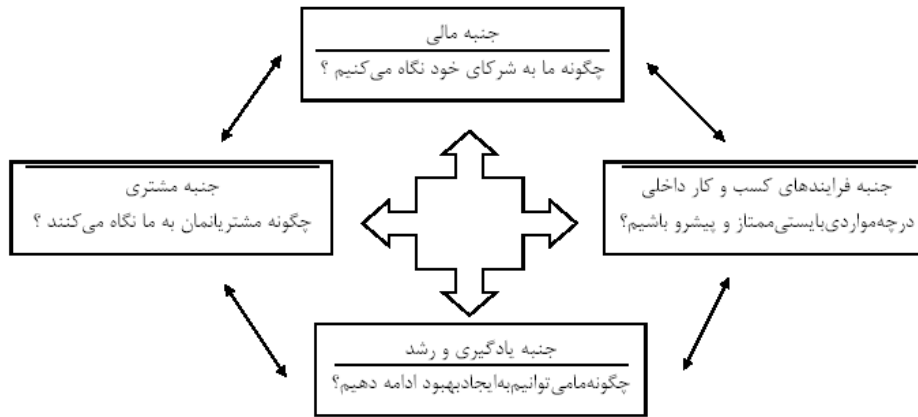 جنبه مالی
چگونه ما به شرکای خود نگاه می‌کنیم ؟
جنبه فرایندهای کسب و کار داخلی
درچه‌مواردی‌بایستی‌ممتاز و پیشرو باشیم؟
جنبه مشتری
چگونه مشتریانمان به ما نگاه می‌کنند ؟
جنبه یادگیری و رشد
چگونه‌مامی‌توانیم‌به‌ایجادبهبود ادامه دهیم؟